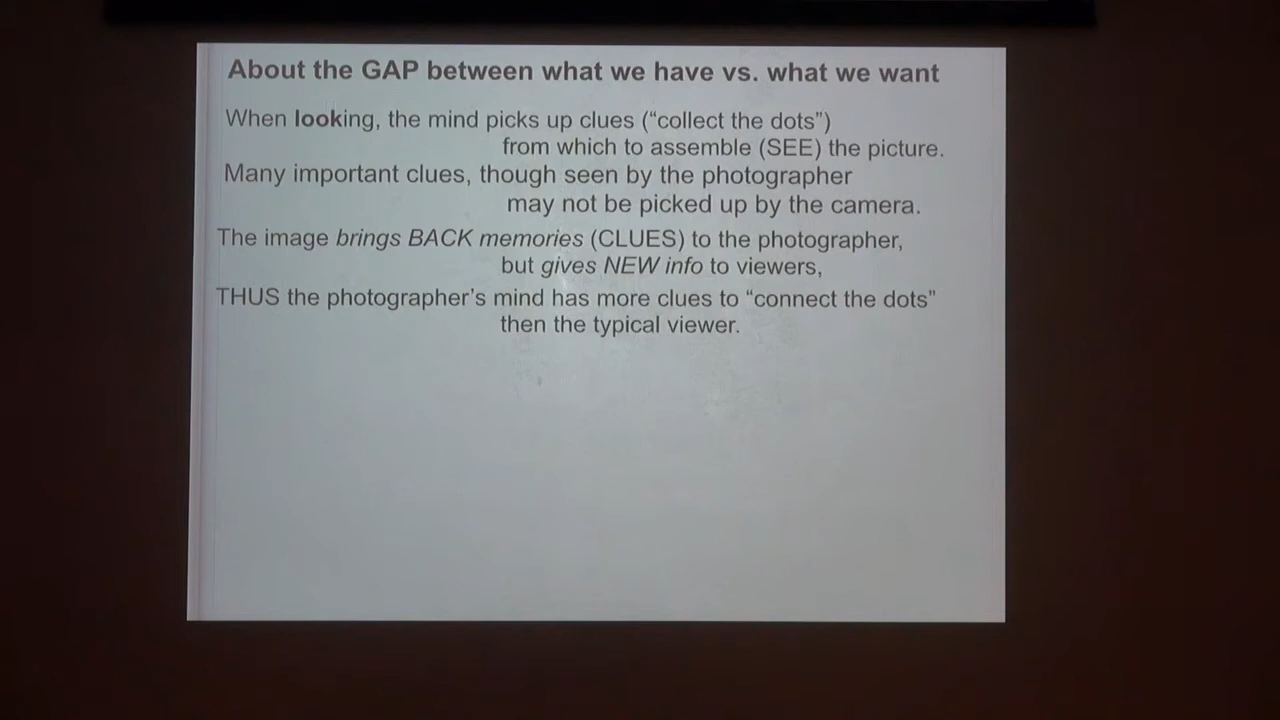 About the GAP between what we have vs. what we want
When looking, the mind picks up clues (“collect the dots”)
from which to assemble (SEE) the picture.
Many important clues, though seen by the photographer
may not be picked up by the camera.
The image brings BACK memories (CLUES) to the photographer,
but gives NEW info to viewers,
THUS the photographer’s mind has more clues to “connect the dots”
then the typical viewer.